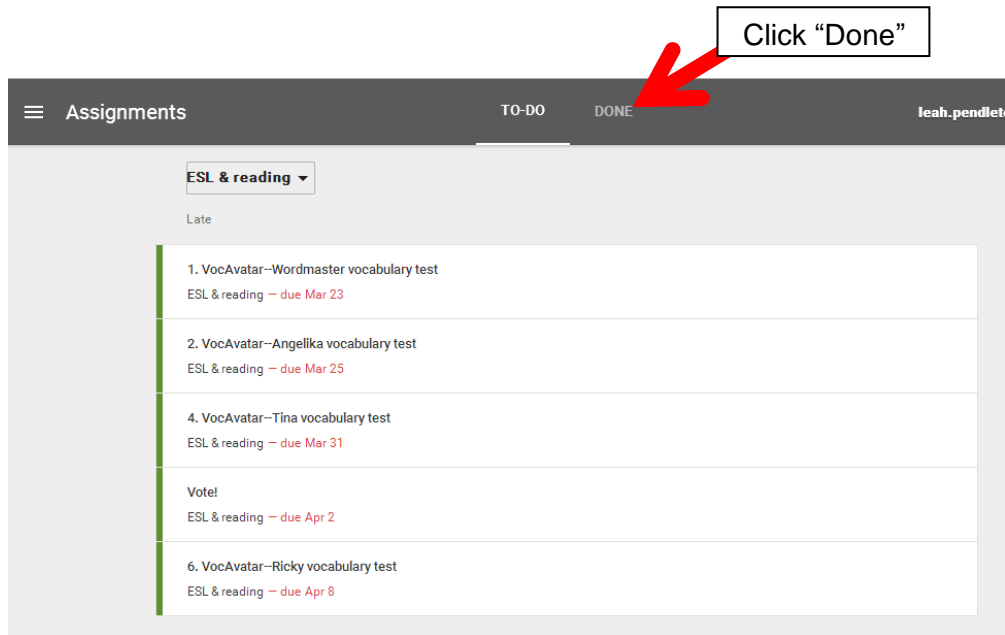 Click “Done”
Assignments TO-DO DONE leah.pendlet
ESL & reading
Late
1. VocAvatar--Wordmaster vocabulary test
ESL & reading — due Mar 23
2. VocAvatar--Angelika vocabulary test
ESL & reading — due Mar 25
4. VocAvatar--Tina vocabulary test
ESL & reading — due Mar 31
Vote!
ESL & reading — due Apr 2
6. VocAvatar--Ricky vocabulary test
ESL & reading — due Apr 8